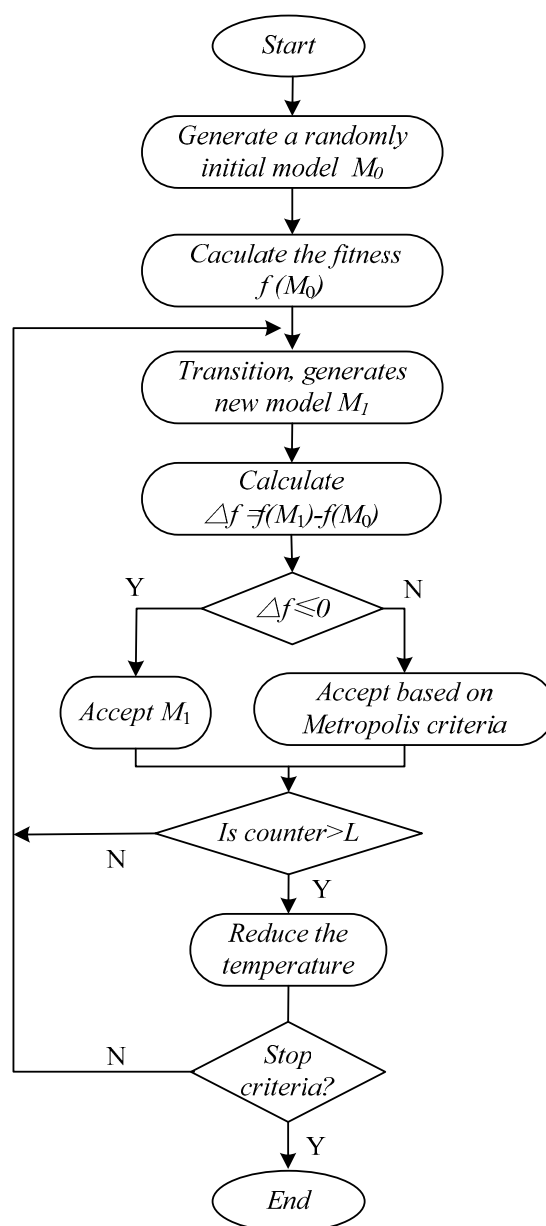 Start
Generate a randomly
initial model M₀
Caculate the fitness
f (M₀)
Transition, generates
new model M₁
Calculate
△f=f(M₁)-f(M₀)
Y
△f≤0
N
Accept M₁
Accept based on
Metropolis criteria
Is counter>L
N
Y
Reduce the
temperature
N
Stop
criteria?
Y
End